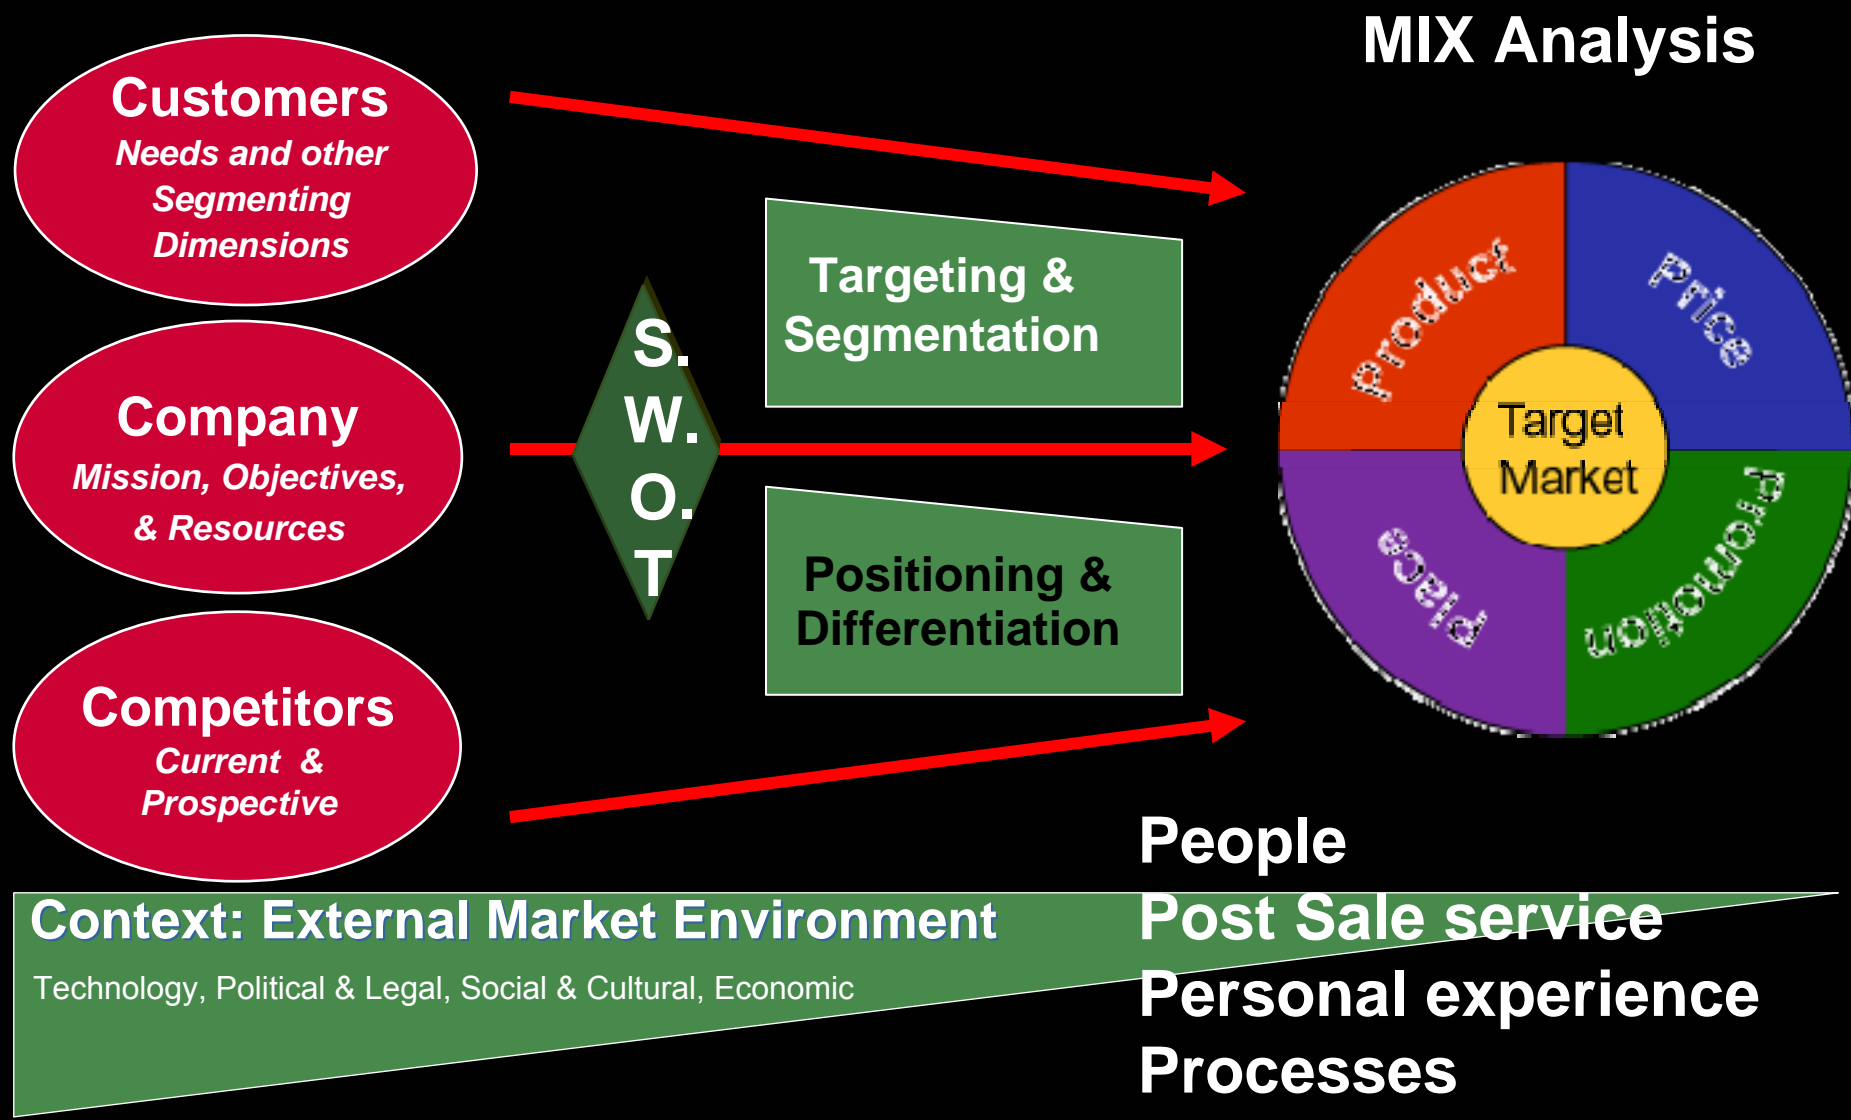 MIX Analysis
Customers
Needs and other
Segmenting
Dimensions
Company
Mission, Objectives,
& Resources
Competitors
Current & 
Prospective
S.
W.
O.
T
Targeting &
Segmentation
Positioning &
Differentiation
Product
Price
Target
Market
Place
Promotion
People
Post Sale service
Personal experience
Processes
Context: External Market Environment
Technology, Political & Legal, Social & Cultural, Economic